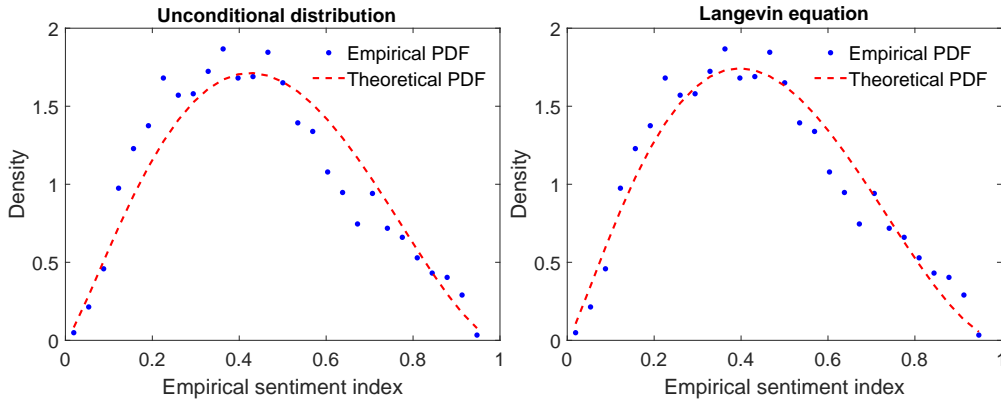 Unconditional distribution
2
1.5
1
0.5
0
Density
Empirical PDF
Theoretical PDF
0
0.2
0.4
0.6
0.8
1
Empirical sentiment index
Langevin equation
2
1.5
1
0.5
0
Density
Empirical PDF
Theoretical PDF
0
0.2
0.4
0.6
0.8
1
Empirical sentiment index